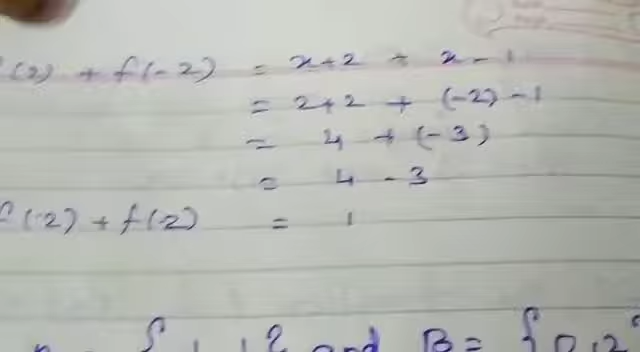 f(2) + f(-2) = x+2 + x-1
= 2+2 + (-2)-1
= 4 + (-3)
= 4 - 3
f(2) + f(2) = 1
and B = { 0,2